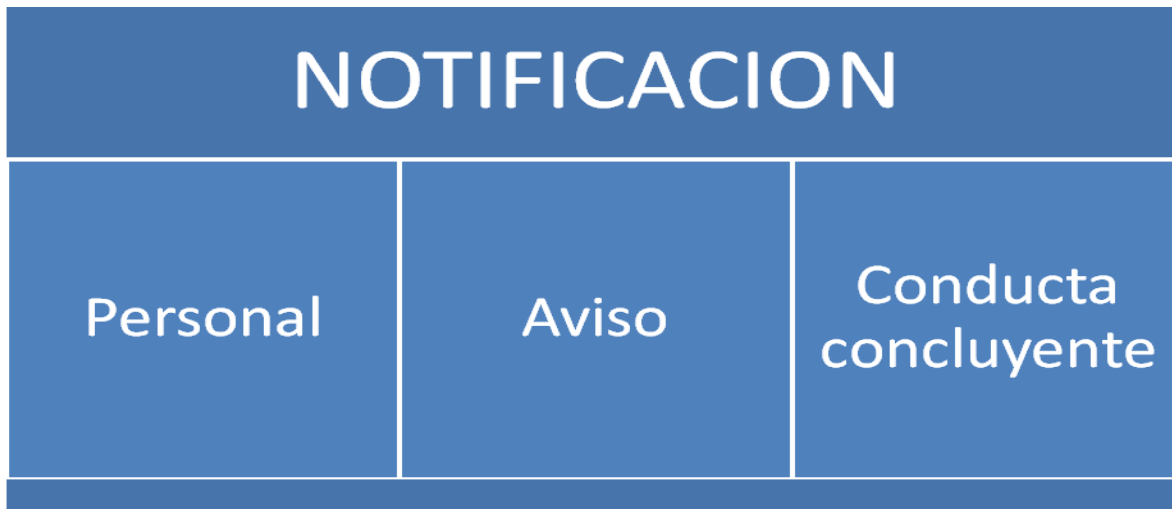 NOTIFICACION
Personal
Aviso
Conducta
concluyente